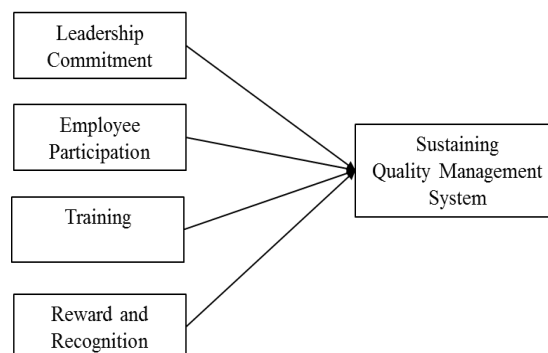 Leadership
Commitment
Employee
Participation
Training
Reward and
Recognition
Sustaining
Quality Management
System